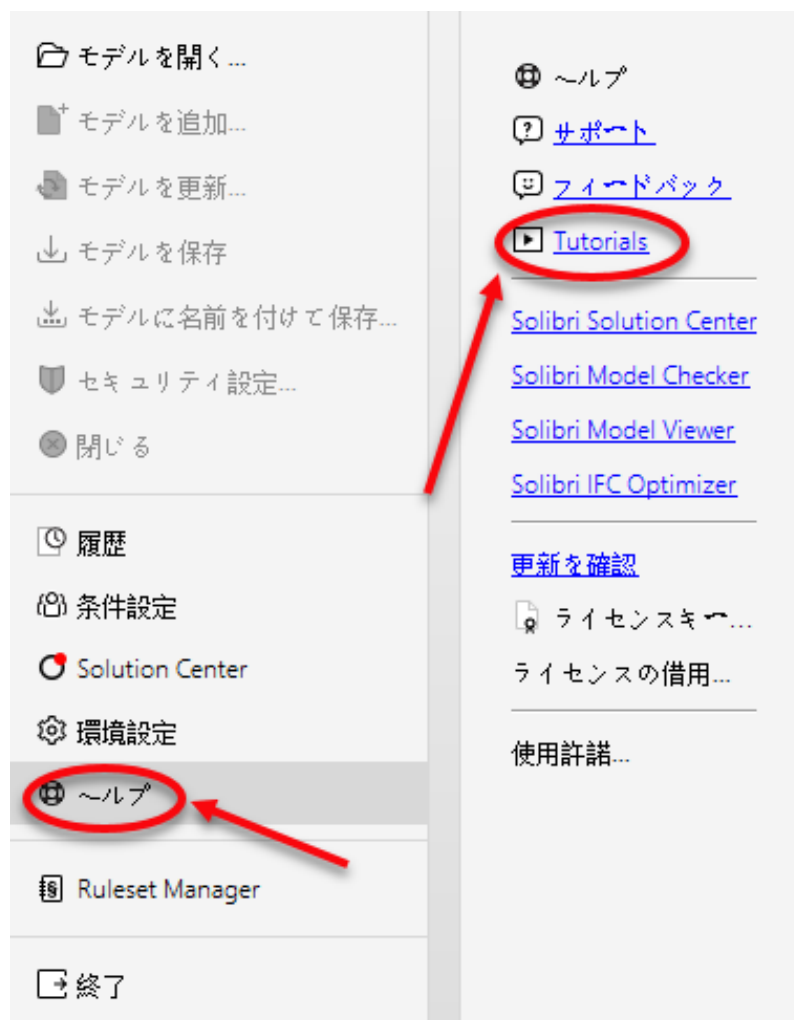 モデルを開く...
モデルを追加...
モデルを更新...
モデルを保存
モデルに名前を付けて保存...
セキュリティ設定...
閉じる
履歴
条件設定
Solution Center
環境設定
ヘルプ
Ruleset Manager
終了
ヘルプ
サポート
フィードバック
Tutorials
Solibri Solution Center
Solibri Model Checker
Solibri Model Viewer
Solibri IFC Optimizer
更新を確認
ライセンスキー...
ライセンスの借用...
使用許諾...